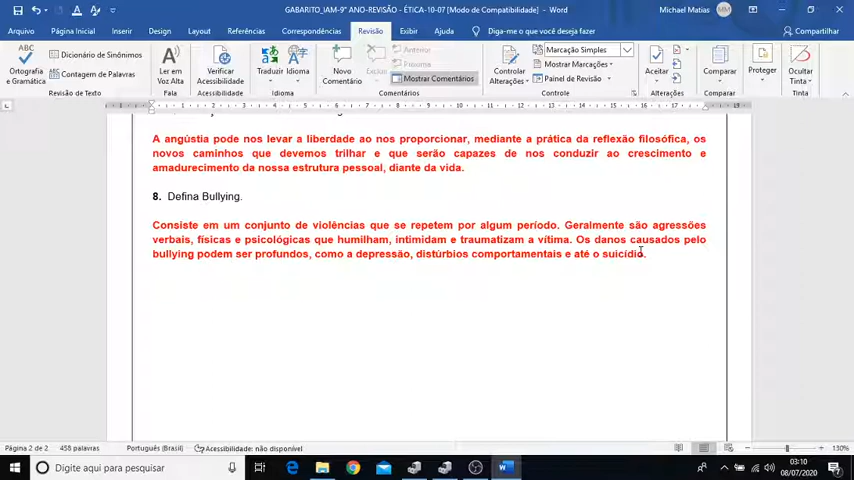 GABARITO_IAM-9° ANO-REVISÃO - ÉTICA-10-07 [Modo de Compatibilidade] - Word
Michael Matias
MM
Arquivo Página Inicial Inserir Design Layout Referências Correspondências Revisão Exibir Ajuda Diga-me o que você deseja fazer Compartilhar
ABC
Ortografia e Gramática
Dicionário de Sinônimos
Contagem de Palavras
Revisão de Texto
Ler em Voz Alta
Fala
Verificar Acessibilidade
Acessibilidade
Traduzir Idioma
Idioma
Novo Comentário
Excluir
Anterior
Próximo
Mostrar Comentários
Comentários
Controlar Alterações
Marcação Simples
Mostrar Marcações
Painel de Revisão
Controle
Aceitar
Alterações
Comparar
Comparar
Proteger
Ocultar Tinta
Tinta
A angústia pode nos levar a liberdade ao nos proporcionar, mediante a prática da reflexão filosófica, os
novos caminhos que devemos trilhar e que serão capazes de nos conduzir ao crescimento e
amadurecimento da nossa estrutura pessoal, diante da vida.
8. Defina Bullying.
Consiste em um conjunto de violências que se repetem por algum período. Geralmente são agressões
verbais, físicas e psicológicas que humilham, intimidam e traumatizam a vítima. Os danos causados pelo
bullying podem ser profundos, como a depressão, distúrbios comportamentais e até o suicídio.
Página 2 de 2 458 palavras Português (Brasil) Acessibilidade: não disponível 130%
Digite aqui para pesquisar
03:10
08/07/2020